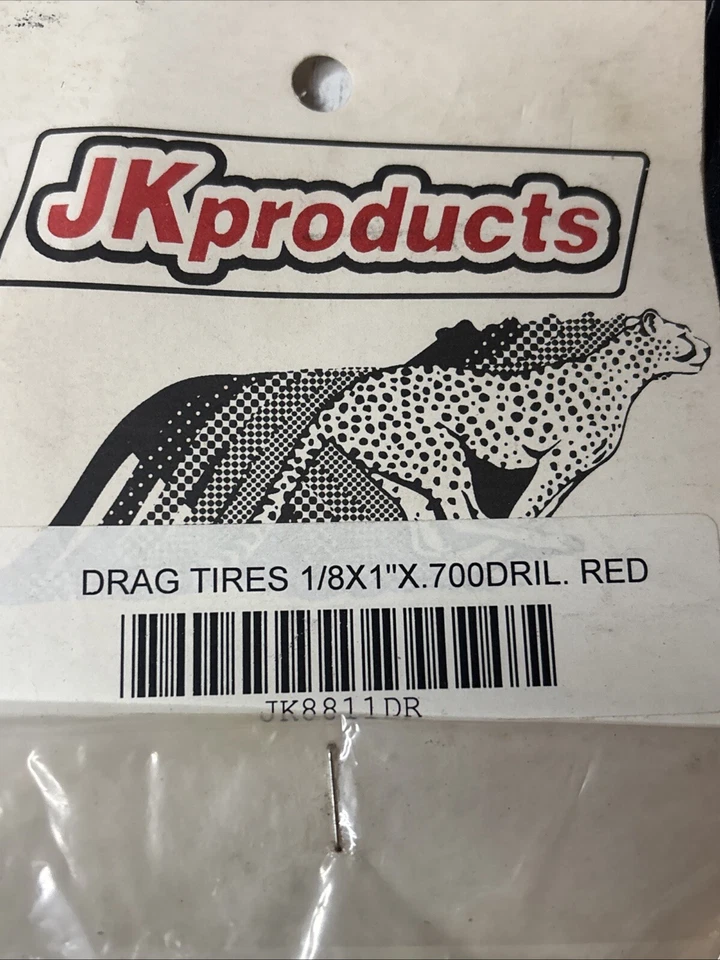 JKproducts
DRAG TIRES 1/8X1"X.700DRIL. RED
JK8811DR